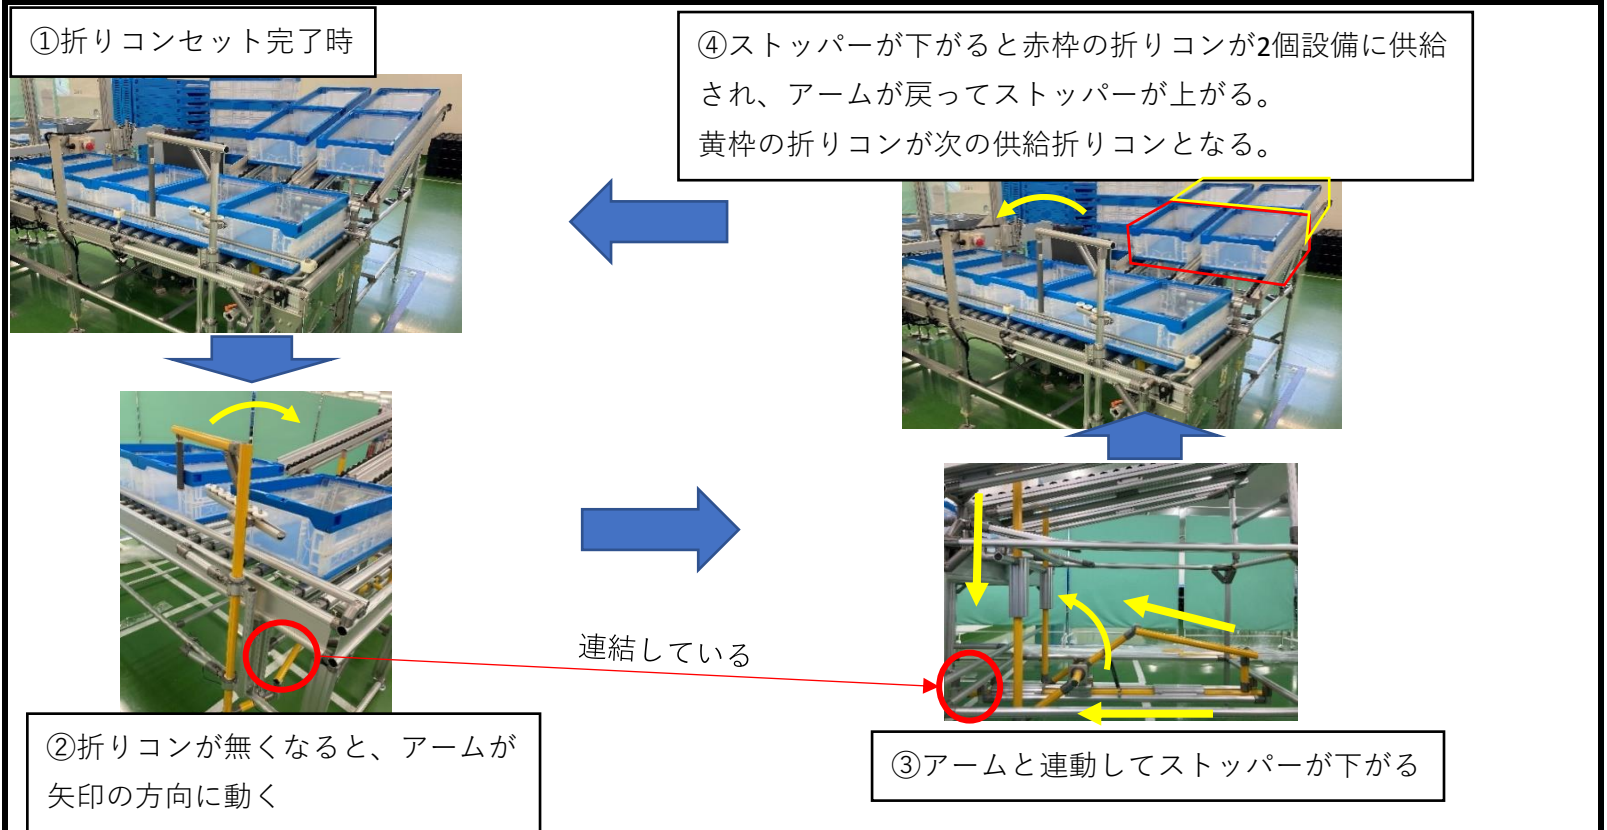 ①折りコンセット完了時
④ストッパーが下がると赤枠の折りコンが2個設備に供給
され、アームが戻ってストッパーが上がる。
黄枠の折りコンが次の供給折りコンとなる。
連結している
②折りコンが無くなると、アームが
矢印の方向に動く
③アームと連動してストッパーが下がる